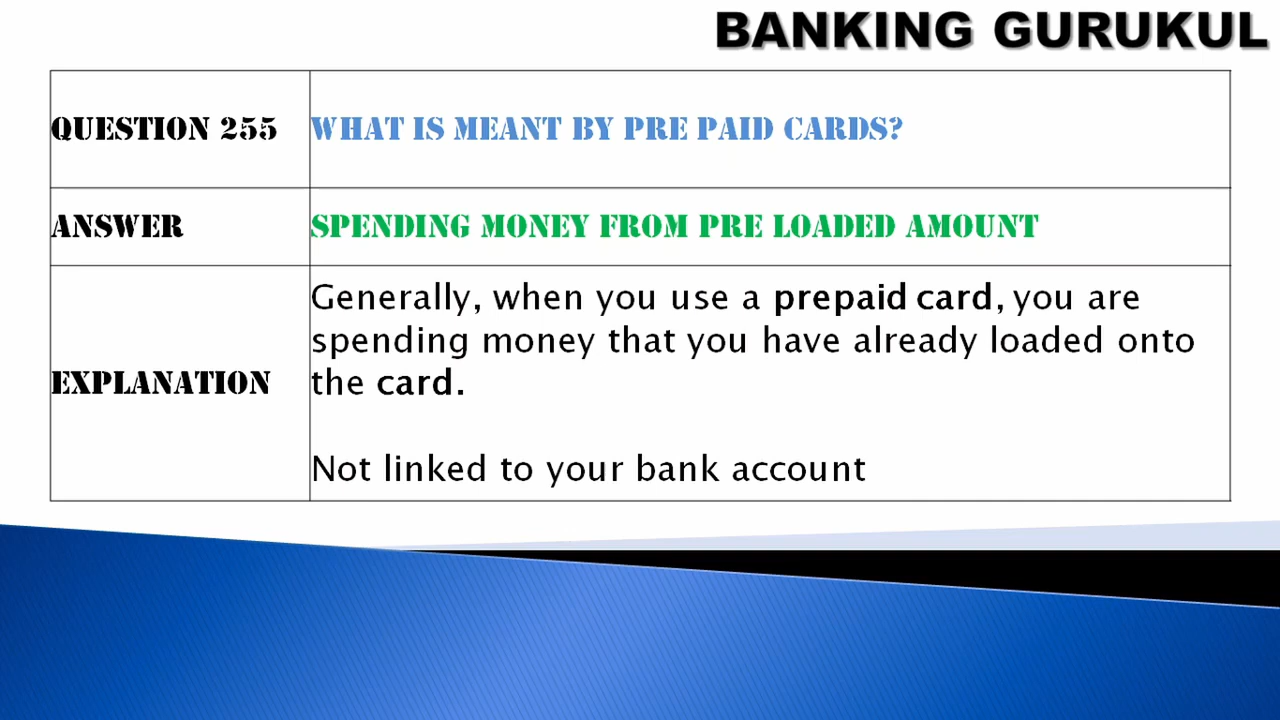 BANKING GURUKUL
QUESTION 255
WHAT IS MEANT BY PRE PAID CARDS?
ANSWER
SPENDING MONEY FROM PRE LOADED AMOUNT
EXPLANATION
Generally, when you use a prepaid card, you are
spending money that you have already loaded onto
the card.
Not linked to your bank account